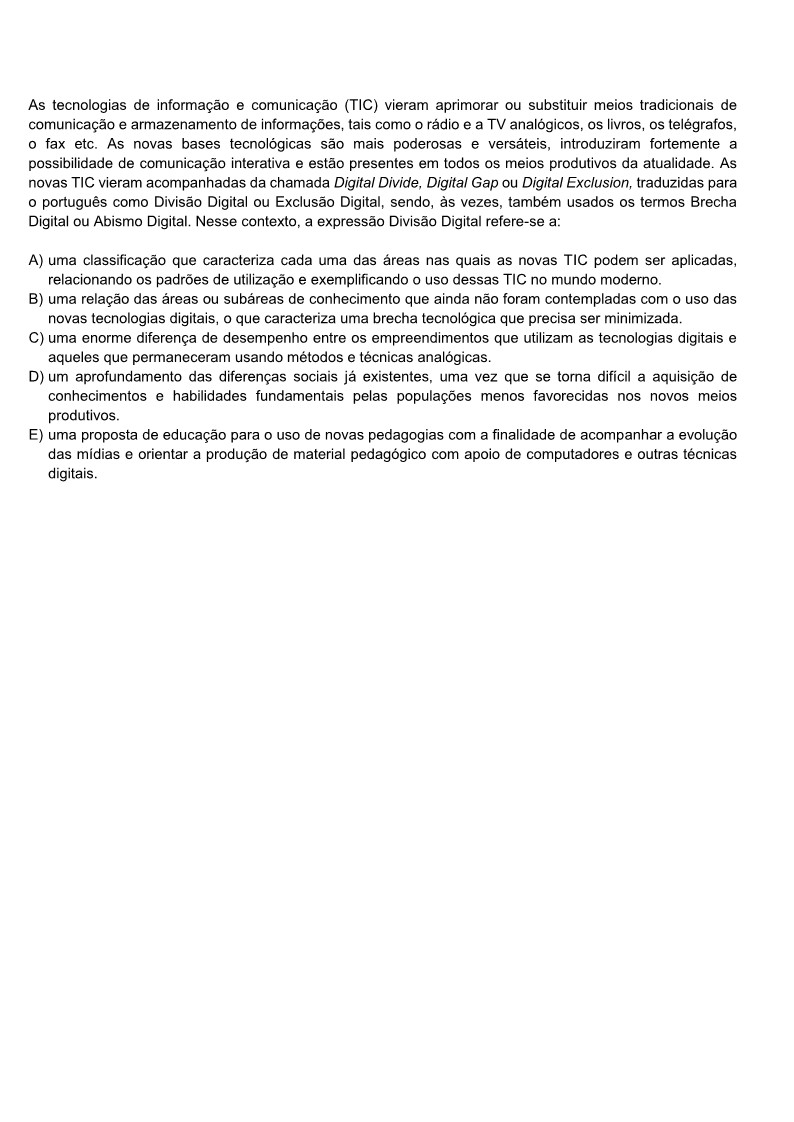 As tecnologias de informação e comunicação (TIC) vieram aprimorar ou substituir meios tradicionais de
comunicação e armazenamento de informações, tais como o rádio e a TV analógicos, os livros, os telégrafos,
o fax etc. As novas bases tecnológicas são mais poderosas e versáteis, introduziram fortemente a
possibilidade de comunicação interativa e estão presentes em todos os meios produtivos da atualidade. As
novas TIC vieram acompanhadas da chamada Digital Divide, Digital Gap ou Digital Exclusion, traduzidas para
o português como Divisão Digital ou Exclusão Digital, sendo, às vezes, também usados os termos Brecha
Digital ou Abismo Digital. Nesse contexto, a expressão Divisão Digital refere-se a:
A) uma classificação que caracteriza cada uma das áreas nas quais as novas TIC podem ser aplicadas,
relacionando os padrões de utilização e exemplificando o uso dessas TIC no mundo moderno.
B) uma relação das áreas ou subáreas de conhecimento que ainda não foram contempladas com o uso das
novas tecnologias digitais, o que caracteriza uma brecha tecnológica que precisa ser minimizada.
C) uma enorme diferença de desempenho entre os empreendimentos que utilizam as tecnologias digitais e
aqueles que permaneceram usando métodos e técnicas analógicas.
D) um aprofundamento das diferenças sociais já existentes, uma vez que se torna difícil a aquisição de
conhecimentos e habilidades fundamentais pelas populações menos favorecidas nos novos meios
produtivos.
E) uma proposta de educação para o uso de novas pedagogias com a finalidade de acompanhar a evolução
das mídias e orientar a produção de material pedagógico com apoio de computadores e outras técnicas
digitais.